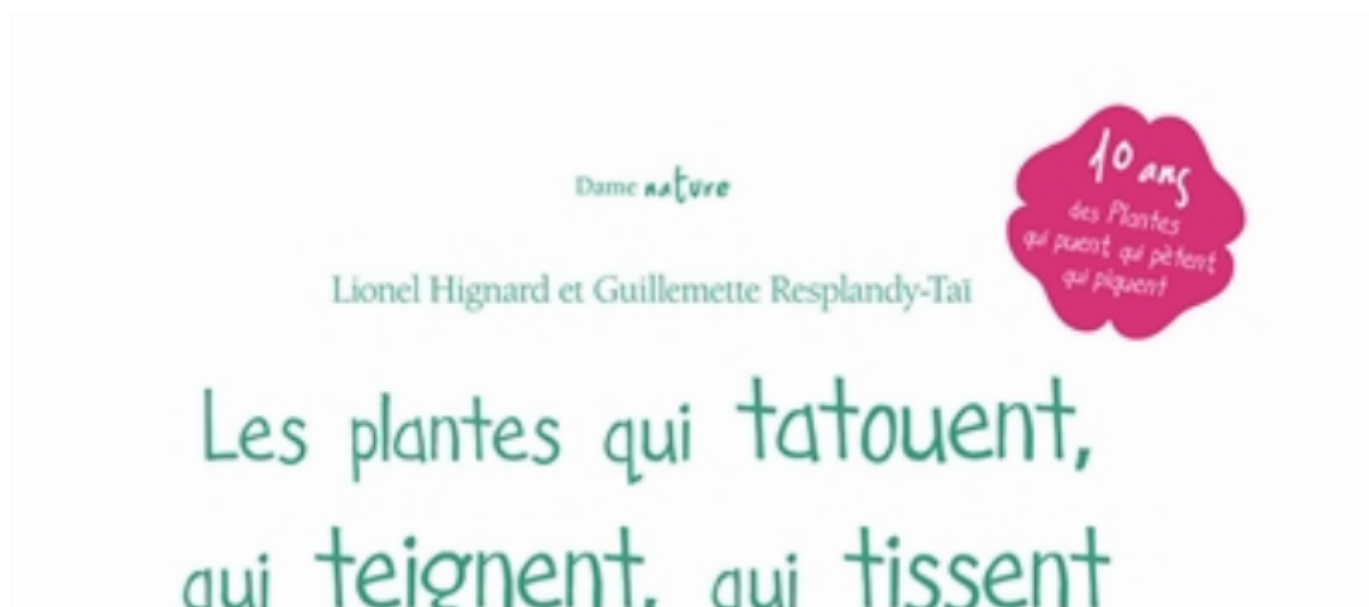 Dame nature
10 ans
des Plantes
qui puent qui pètent
qui piquent
Lionel Hignard et Guillemette Resplandy-Taï
Les plantes qui tatouent,
qui teignent, qui tissent